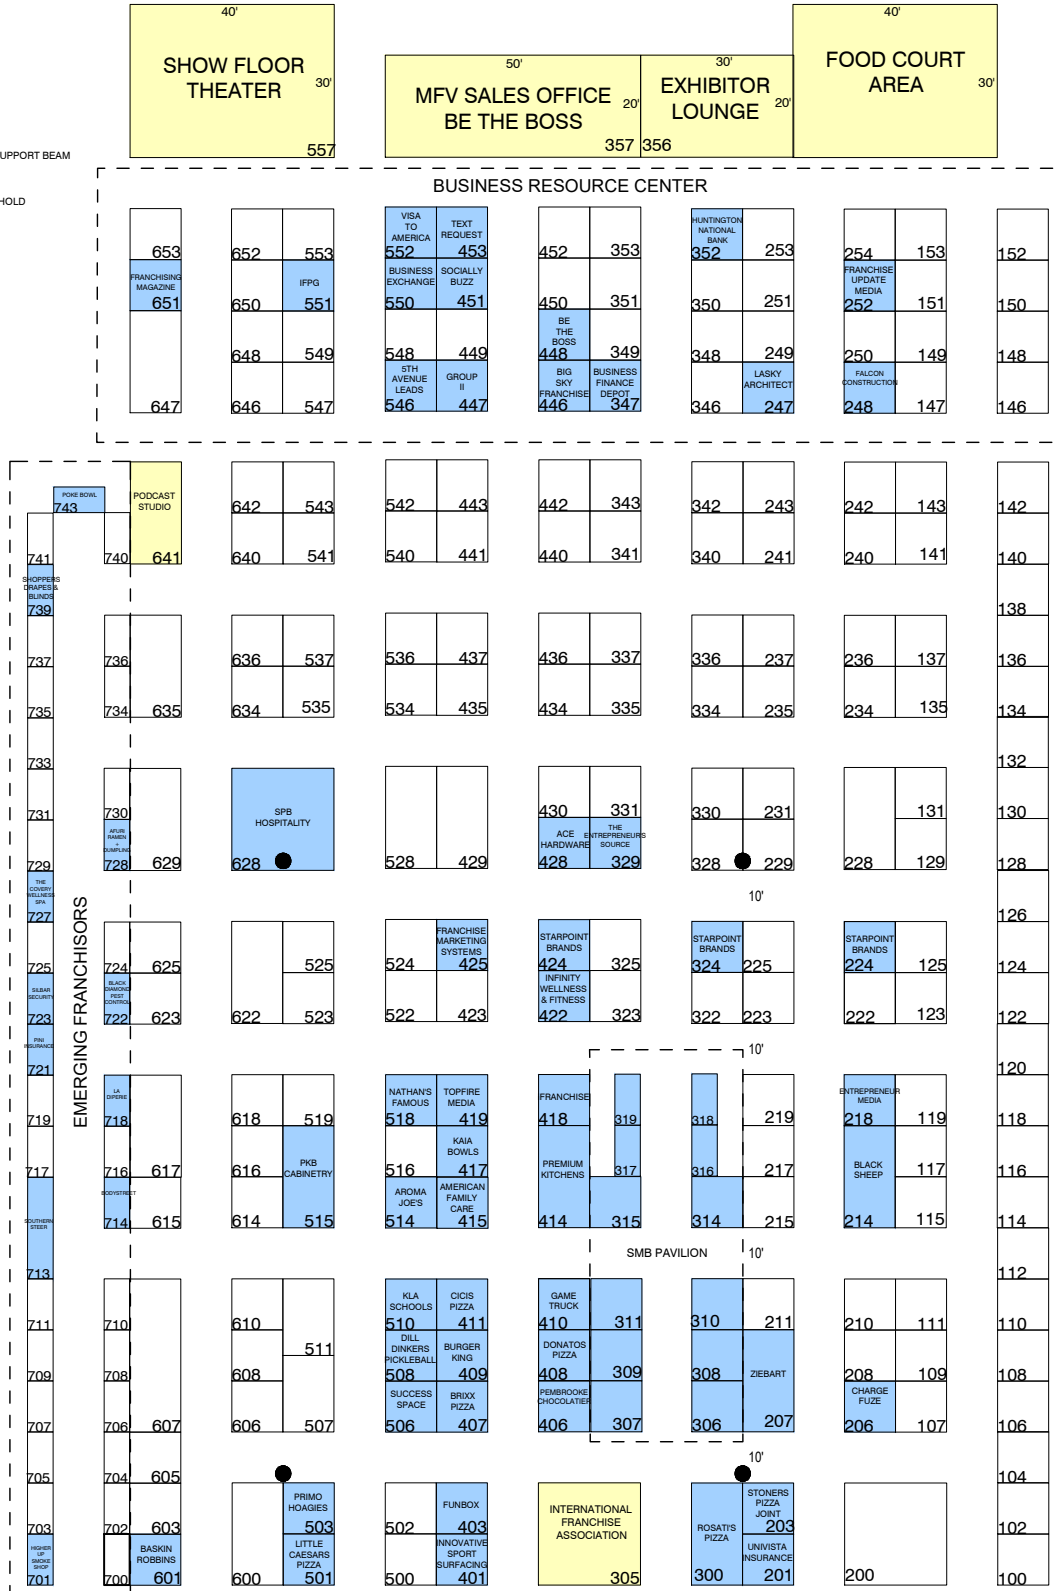 40'
SHOW FLOOR
THEATER
30'
557
50'
MFV SALES OFFICE
BE THE BOSS
20'
357
30'
EXHIBITOR
LOUNGE
20'
356
40'
FOOD COURT
AREA
30'
UPPORT BEAM
HOLD
BUSINESS RESOURCE CENTER
653
652 553
VISA
TO
AMERICA
552
TEXT
REQUEST
453
452 353
HUNTINGTON
NATIONAL
BANK
352
253
254 153
152
FRANCHISING
MAGAZINE
651
650
IFPG
551
BUSINESS
EXCHANGE
550
SOCIALLY
BUZZ
451
450 351
350 251
FRANCHISE
UPDATE
MEDIA
252
151
150
648 549
548 449
BE
THE
BOSS
448
349
348 249
250 149
148
647
646 547
5TH
AVENUE
LEADS
546
GROUP
II
447
BIG
SKY
FRANCHISE
446
BUSINESS
FINANCE
DEPOT
347
346
LASKY
ARCHITECT
247
FALCON
CONSTRUCTION
248
147
146
POKE BOWL
743
PODCAST
STUDIO
641
642 543
542 443
442 343
342 243
242 143
142
741
740
640 541
540 441
440 341
340 241
240 141
140
SHOPPERS
DRAPES &
BLINDS
739
138
737
736
636 537
536 437
436 337
336 237
236 137
136
735
734 635
634 535
534 435
434 335
334 235
234 135
134
733
132
731
730
SPB
HOSPITALITY
628
430 331
330 231
131
130
729
AFURI
RAMEN
+
DUMPLING
728
629
528 429
ACE
HARDWARE
428
THE
ENTREPRENEUR'S
SOURCE
329
328 229
228 129
128
10'
THE
COVERY
WELLNESS
SPA
727
126
EMERGING FRANCHISORS
725
724 625
525
524
FRANCHISE
MARKETING
SYSTEMS
425
STARPOINT
BRANDS
424
325
STARPOINT
BRANDS
324
225
STARPOINT
BRANDS
224
125
124
SILBAR
SECURITY
723
BLACK
DIAMOND
PEST
CONTROL
722
623
622 523
522 423
INFINITY
WELLNESS
& FITNESS
422
323
322 223
222 123
122
PINI
INSURANCE
721
10'
120
719
LA
DIPERIE
718
618 519
NATHAN'S
FAMOUS
518
TOPFIRE
MEDIA
419
FRANCHISE
418
319
318
219
ENTREPRENEUR
MEDIA
218
119
118
717
716 617
616
PKB
CABINETRY
515
516
KAIA
BOWLS
417
PREMIUM
KITCHENS
414
317
316
217
BLACK
SHEEP
214
117
116
SOUTHERN
STEER
713
BODYSTREET
714
615
614
AROMA
JOE'S
514
AMERICAN
FAMILY
CARE
415
315
314
215
115
114
SMB PAVILION
10'
112
711
710
610
KLA
SCHOOLS
510
CICIS
PIZZA
411
GAME
TRUCK
410
311
310
211
210 111
110
709
708
608
511
DILL
DINKERS
PICKLEBALL
508
BURGER
KING
409
DONATOS
PIZZA
408
309
308
ZIEBART
207
208 109
108
707
706 607
606 507
SUCCESS
SPACE
506
BRIXX
PIZZA
407
PEMBROOKE
CHOCOLATIER
406
307
306
CHARGE
FUZE
206
107
106
705
704 605
10'
104
703
702 603
PRIMO
HOAGIES
503
502
FUNBOX
403
INTERNATIONAL
FRANCHISE
ASSOCIATION
305
ROSATI'S
PIZZA
300
STONERS
PIZZA
JOINT
203
102
HIGHER
UP
SMOKE
SHOP
701
700
BASKIN
ROBBINS
601
600
LITTLE
CAESARS
PIZZA
501
500
INNOVATIVE
SPORT
SURFACING
401
UNIVISTA
INSURANCE
201
200
100